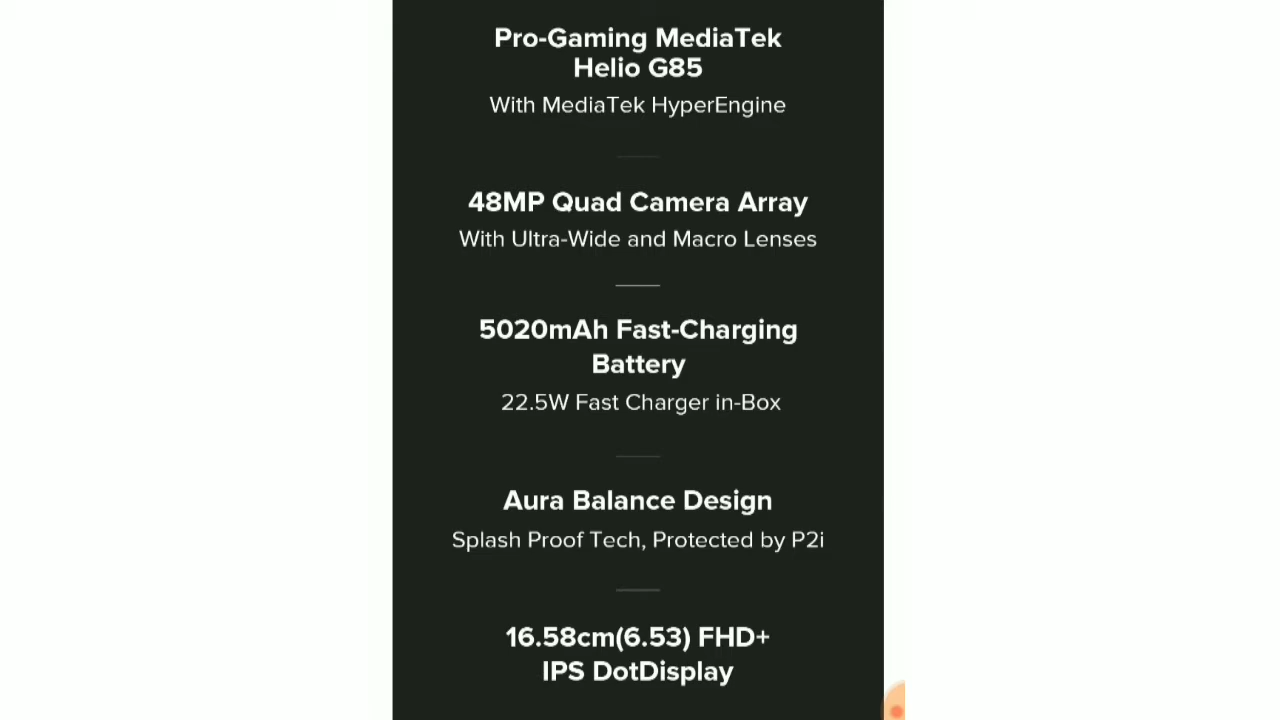 Pro-Gaming MediaTek
Helio G85
With MediaTek HyperEngine
48MP Quad Camera Array
With Ultra-Wide and Macro Lenses
5020mAh Fast-Charging
Battery
22.5W Fast Charger in-Box
Aura Balance Design
Splash Proof Tech, Protected by P2i
16.58cm(6.53) FHD+
IPS DotDisplay